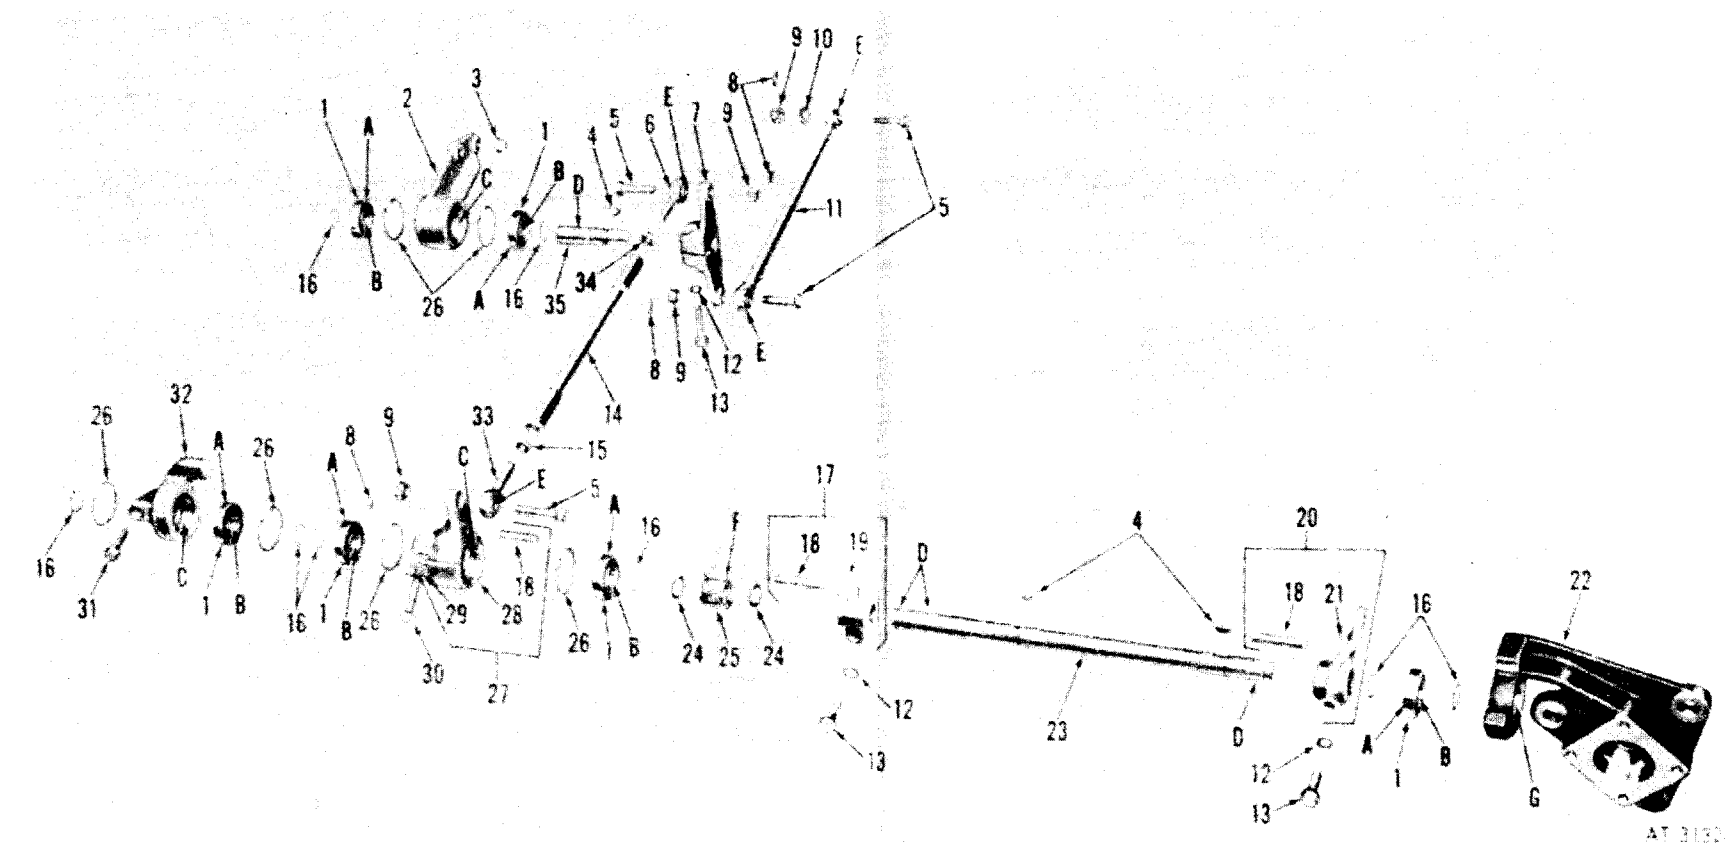 9 10 E
3
8
2 E 7
1 A 9
5
1 4 6
B
C D
11 5
16 B 26 A 16 35 34
12 E
8 9
13
32 14
26 9 33
A 26 8 15
A C E 17
5 A
16 F 4 20
18 19 D
16 C 18 18 21 16 22
31 1 B 16 1 B 26 29 28
26 1 B 24 25 24
30 27
12 23 D A 1 B
12
13 G
13
AT 313